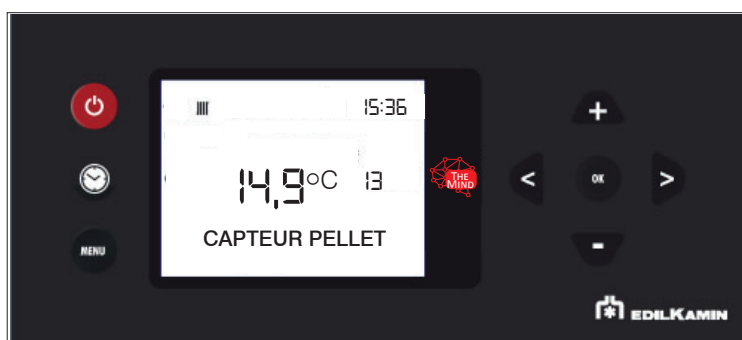 15:36
14,9°C 13
THE
MIND
CAPTEUR PELLET
MENU
OK
EDILKAMIN